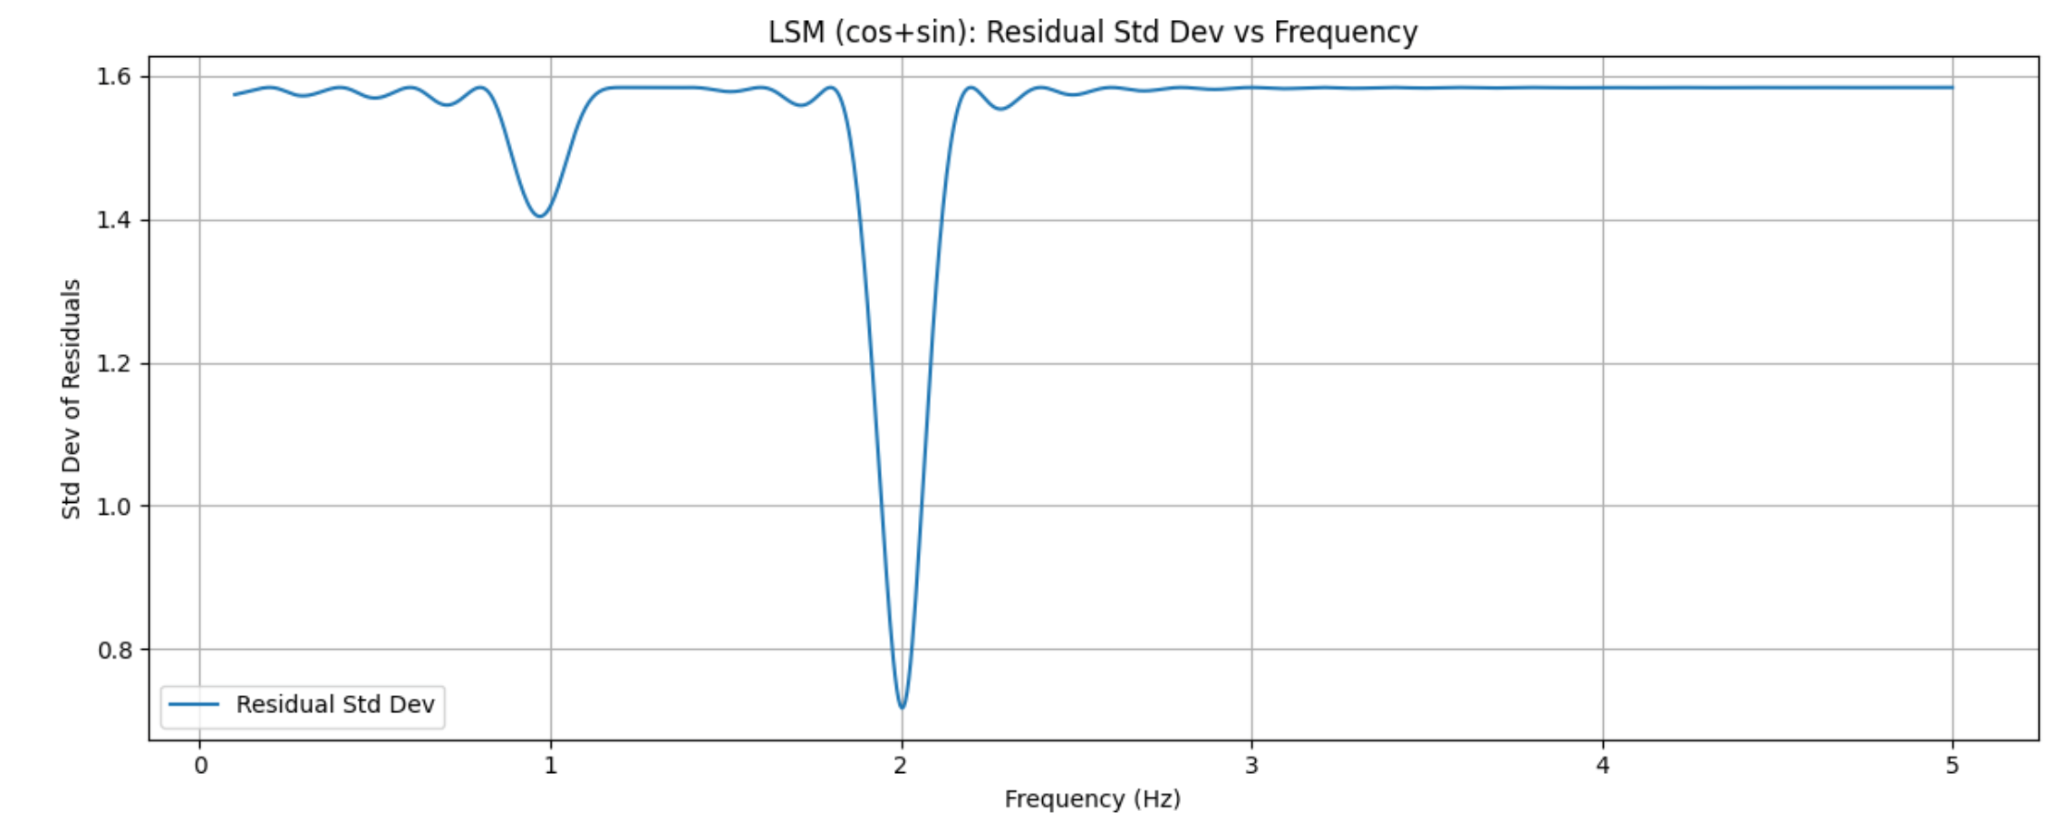 LSM (cos+sin): Residual Std Dev vs Frequency
Std Dev of Residuals
1.6
1.4
1.2
1.0
0.8
Residual Std Dev
0
1
2
3
4
5
Frequency (Hz)